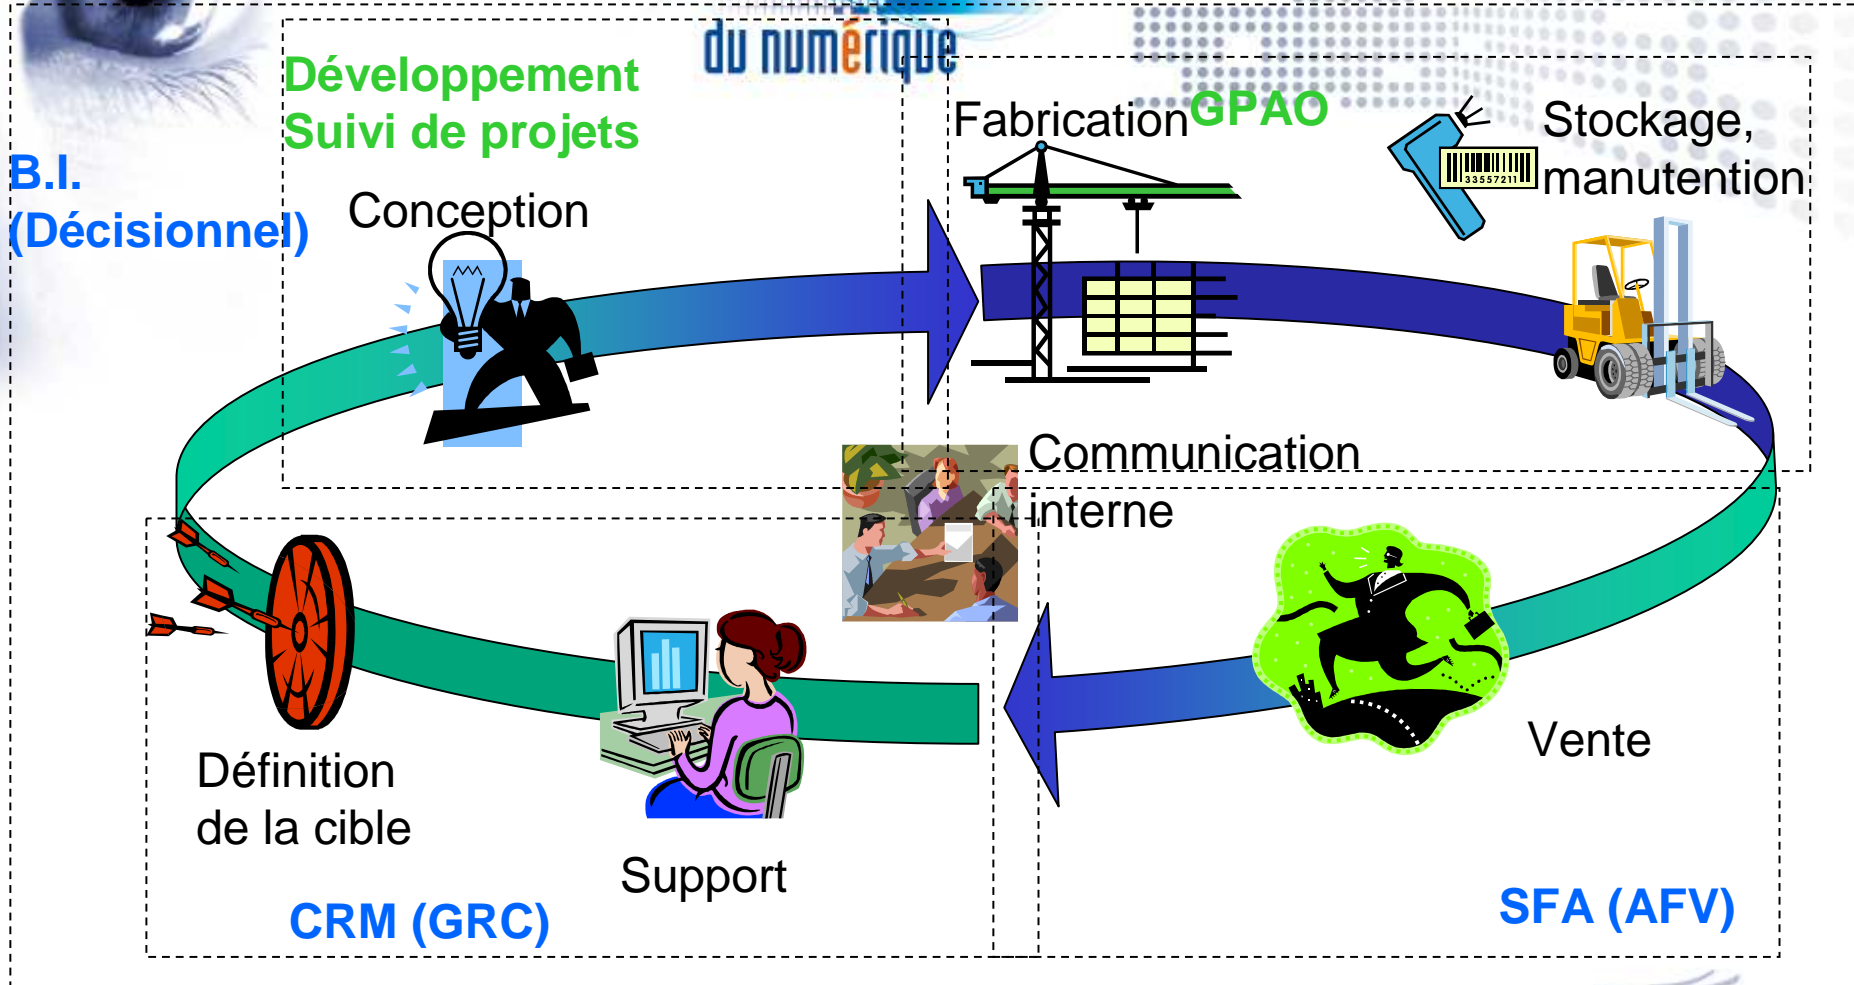 du numérique
Développement
Suivi de projets
B.I.
(Décisionnel)
Conception
Fabrication
GPAO
Stockage,
manutention
33557211
Communication
interne
Définition
de la cible
Support
Vente
CRM (GRC)
SFA (AFV)